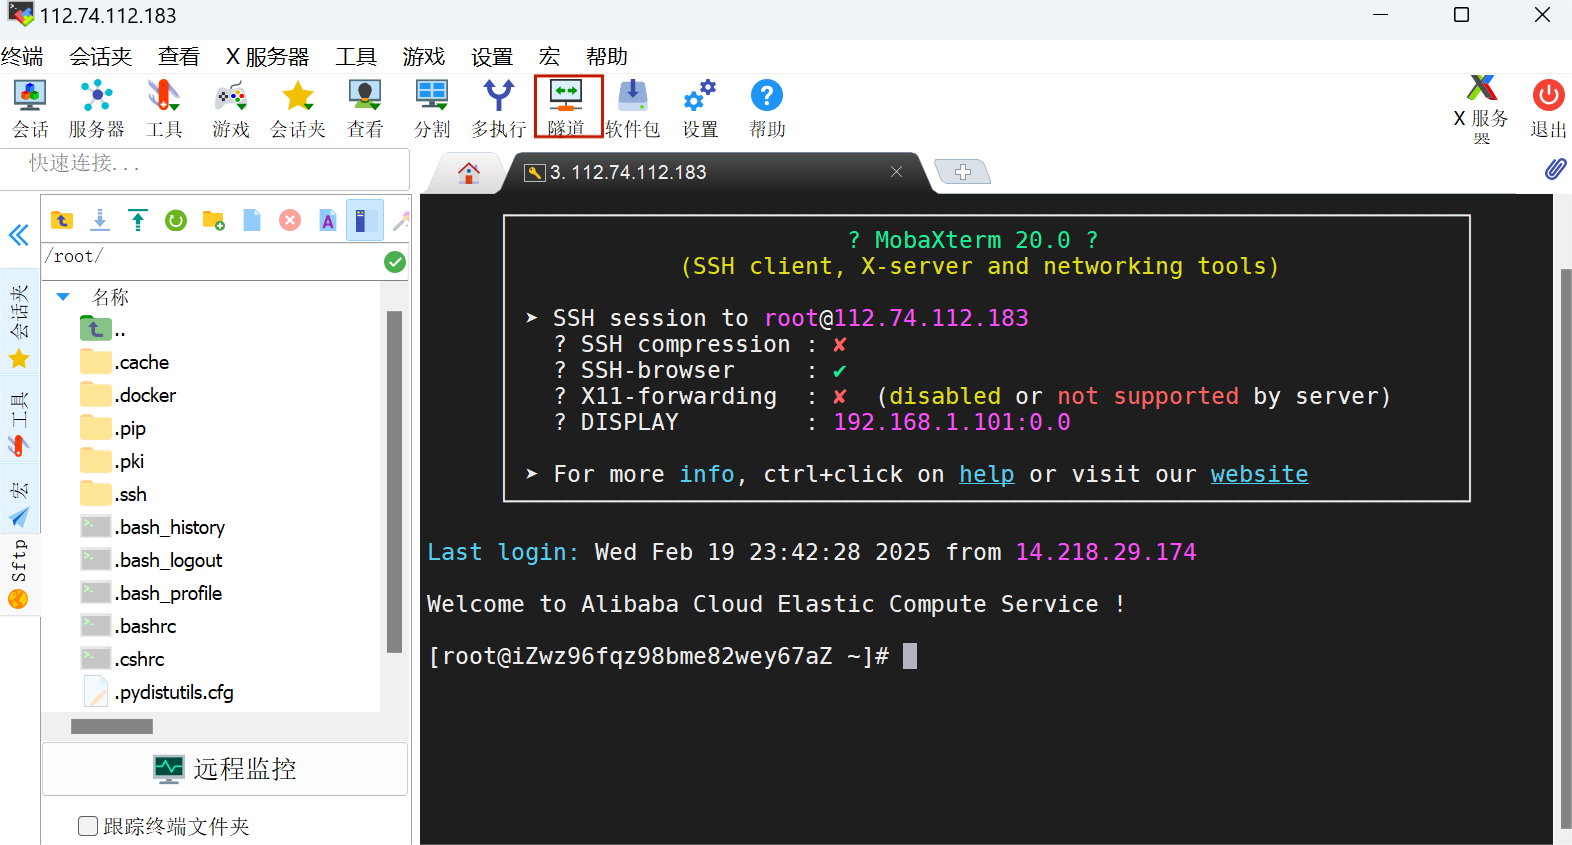 112.74.112.183
终端 会话夹 查看 X 服务器 工具 游戏 设置 宏 帮助
会话 服务器 工具 游戏 会话夹 查看 分割 多执行 隧道 软件包 设置 帮助 X 服务器 退出
快速连接...
3. 112.74.112.183
/root/
名称
..
.cache
.docker
.pip
.pki
.ssh
.bash_history
.bash_logout
.bash_profile
.bashrc
.cshrc
.pydistutils.cfg
会话夹
工具
宏
Sftp
远程监控
跟踪终端文件夹
? MobaXterm 20.0 ?
(SSH client, X-server and networking tools)
➤ SSH session to root@112.74.112.183
? SSH compression : ✘
? SSH-browser : ✔
? X11-forwarding : ✘ (disabled or not supported by server)
? DISPLAY : 192.168.1.101:0.0
➤ For more info, ctrl+click on help or visit our website
Last login: Wed Feb 19 23:42:28 2025 from 14.218.29.174
Welcome to Alibaba Cloud Elastic Compute Service !
[root@iZwz96fqz98bme82wey67aZ ~]#